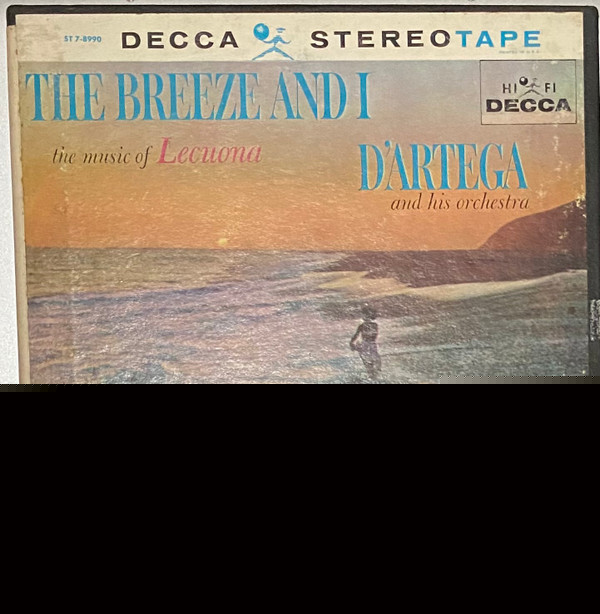 ST 7-8990 DECCA STEREOTAPE
THE BREEZE AND I
HI FI
DECCA
the music of Lecuona
D'ARTEGA
and his orchestra